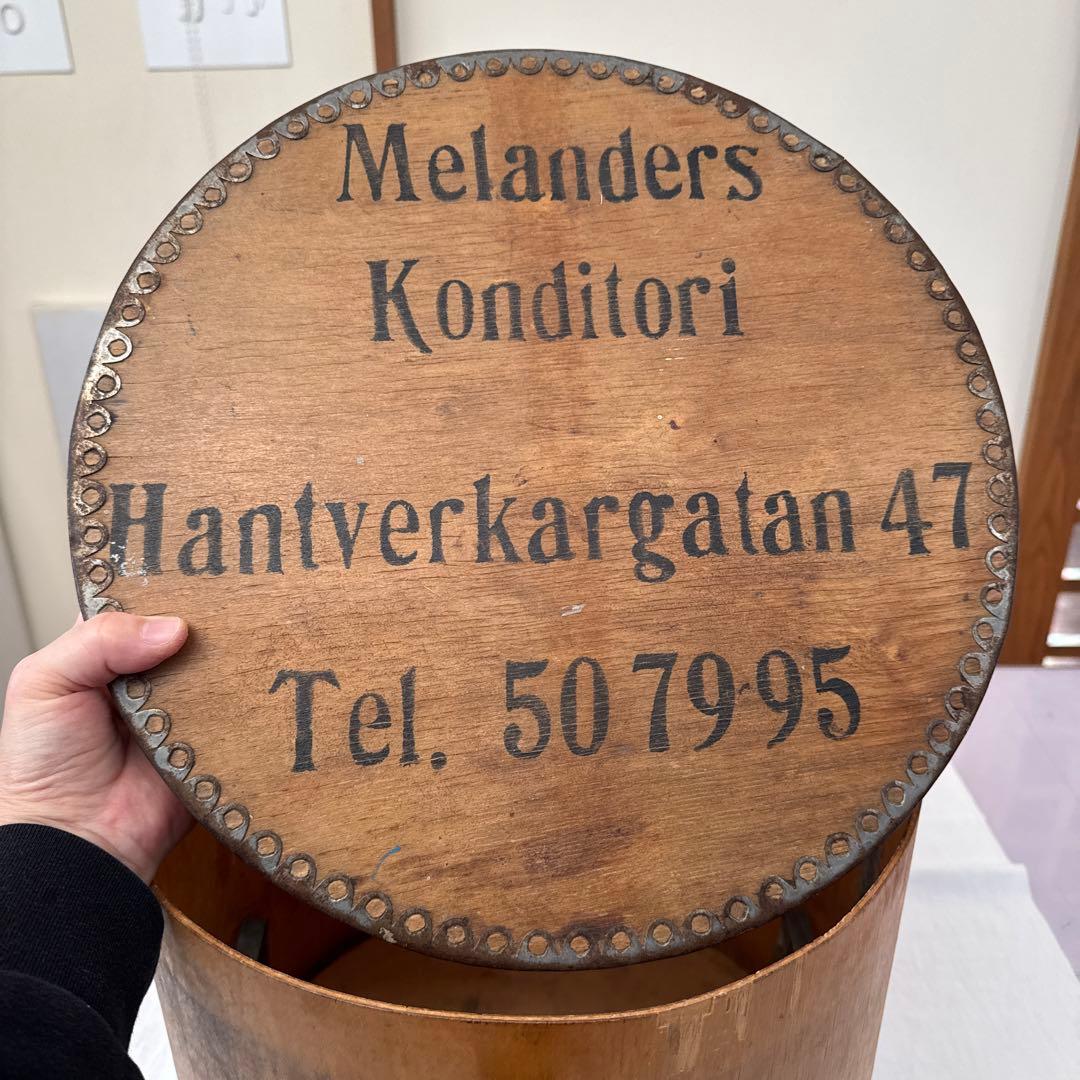 Melanders
Konditori
Hantverkargatan 47
Tel. 50 79 95